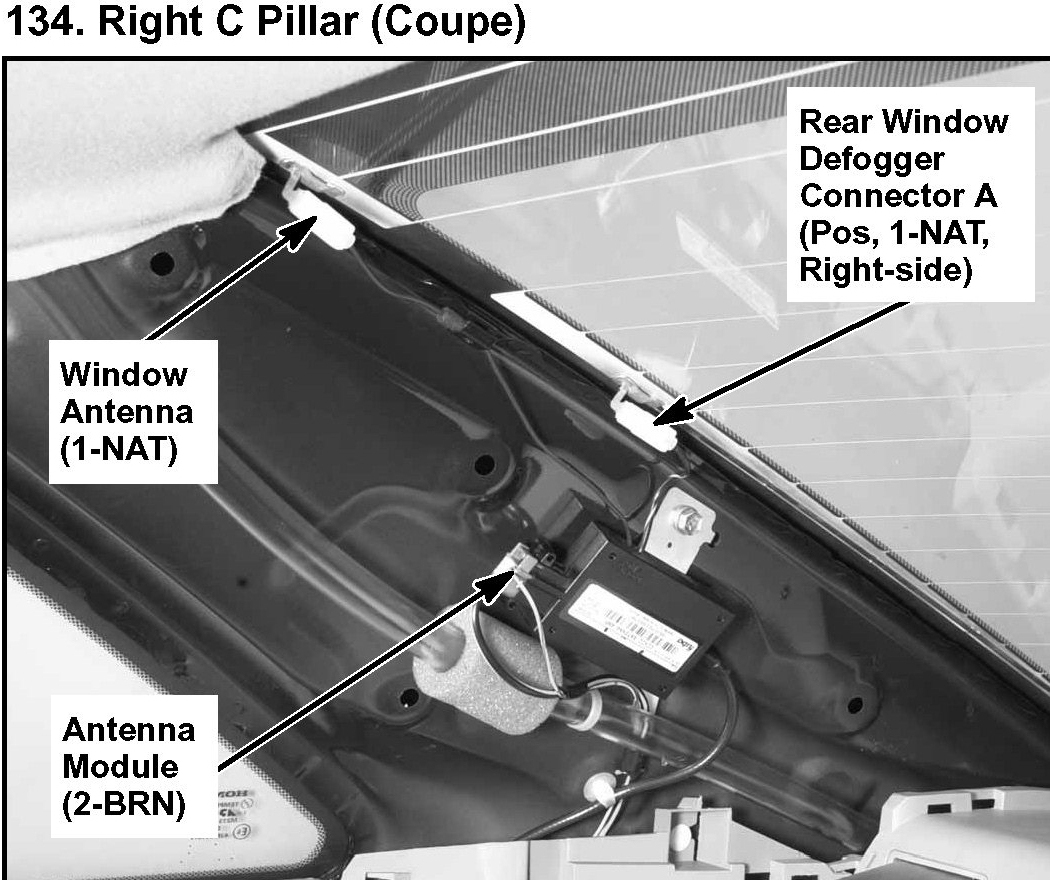 134. Right C Pillar (Coupe)
Rear Window
Defogger
Connector A
(Pos, 1-NAT,
Right-side)
Window
Antenna
(1-NAT)
Antenna
Module
(2-BRN)